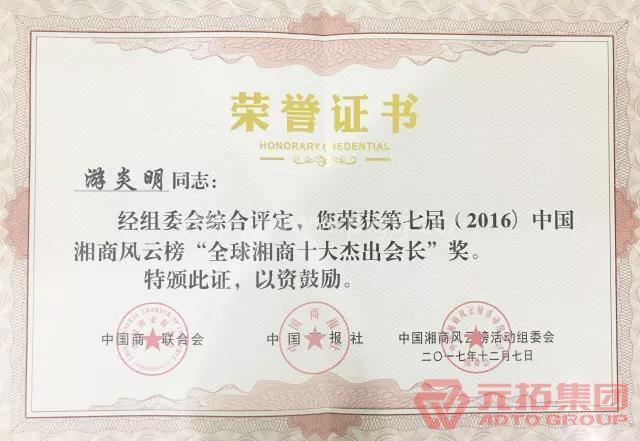 荣誉证书
HONORARY CREDENTIAL
游炎明同志：
经组委会综合评定，您荣获第七届（2016）中国
湘商风云榜“全球湘商十大杰出会长”奖。
特颁此证，以资鼓励。
中国商 联合会
中国商报社
中国湘商风云榜活动组委会
二〇一七年十二月七日
元拓集团
ADTO GROUP